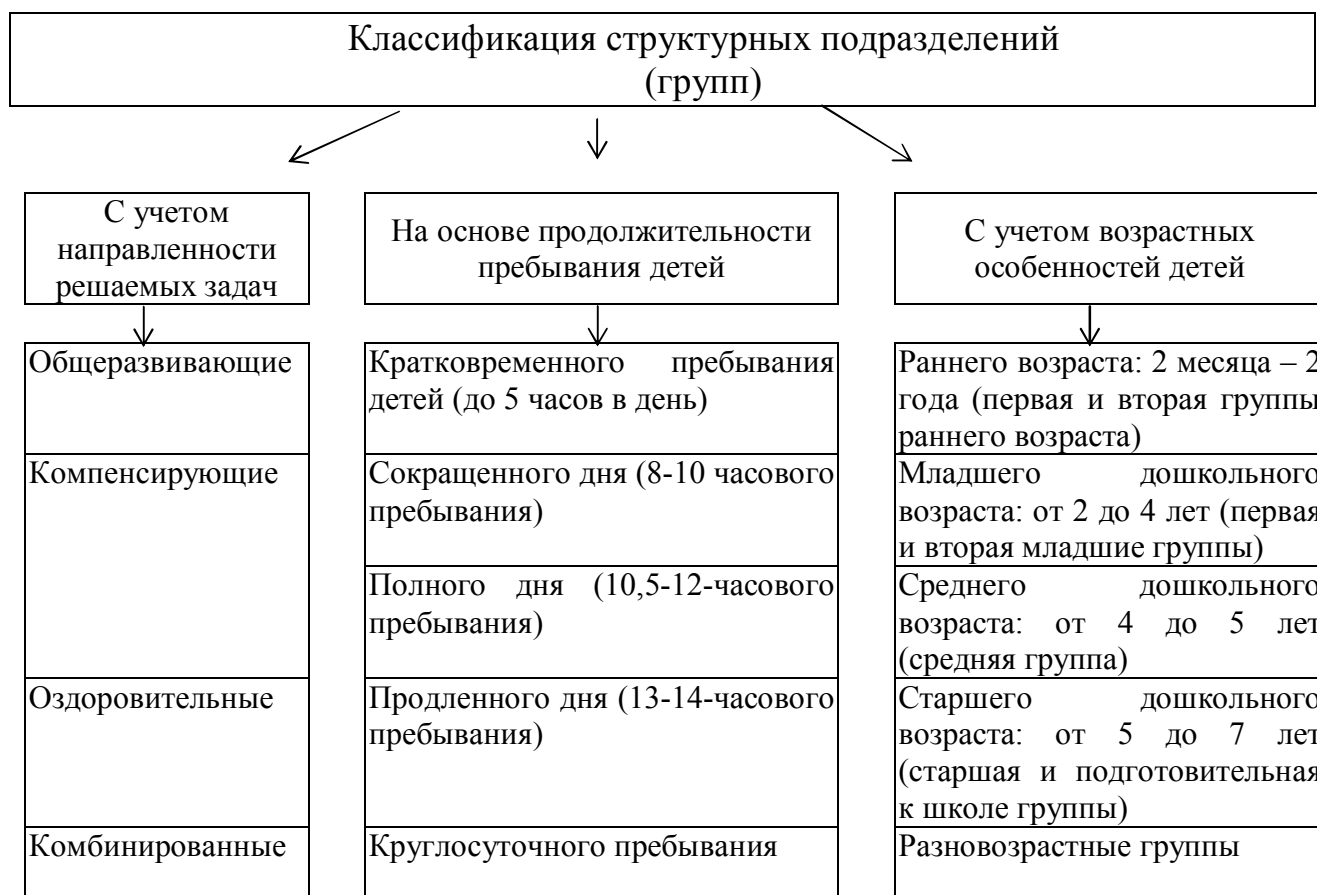 Классификация структурных подразделений
(групп)
С учетом
направленности
решаемых задач
На основе продолжительности
пребывания детей
С учетом возрастных
особенностей детей
Общеразвивающие
Компенсирующие
Оздоровительные
Комбинированные
Кратковременного пребывания
детей (до 5 часов в день)
Сокращенного дня (8-10 часового
пребывания)
Полного дня (10,5-12-часового
пребывания)
Продленного дня (13-14-часового
пребывания)
Круглосуточного пребывания
Раннего возраста: 2 месяца – 2
года (первая и вторая группы
раннего возраста)
Младшего дошкольного
возраста: от 2 до 4 лет (первая
и вторая младшие группы)
Среднего дошкольного
возраста: от 4 до 5 лет
(средняя группа)
Старшего дошкольного
возраста: от 5 до 7 лет
(старшая и подготовительная
к школе группы)
Разновозрастные группы